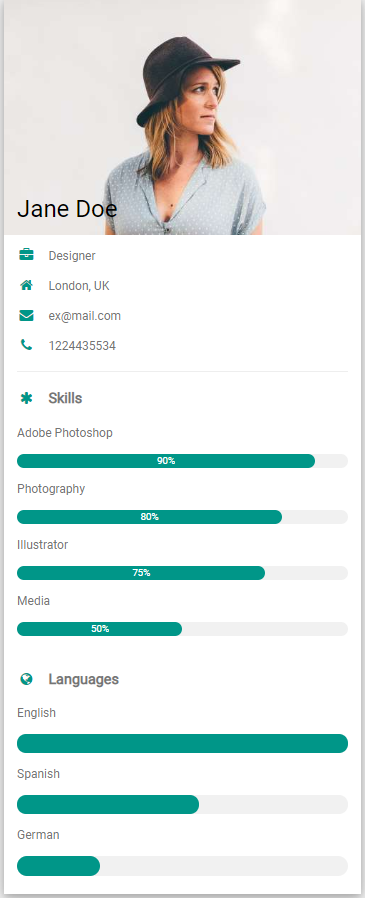 Jane Doe
Designer
London, UK
ex@mail.com
1224435534
Skills
Adobe Photoshop
90%
Photography
80%
Illustrator
75%
Media
50%
Languages
English
Spanish
German